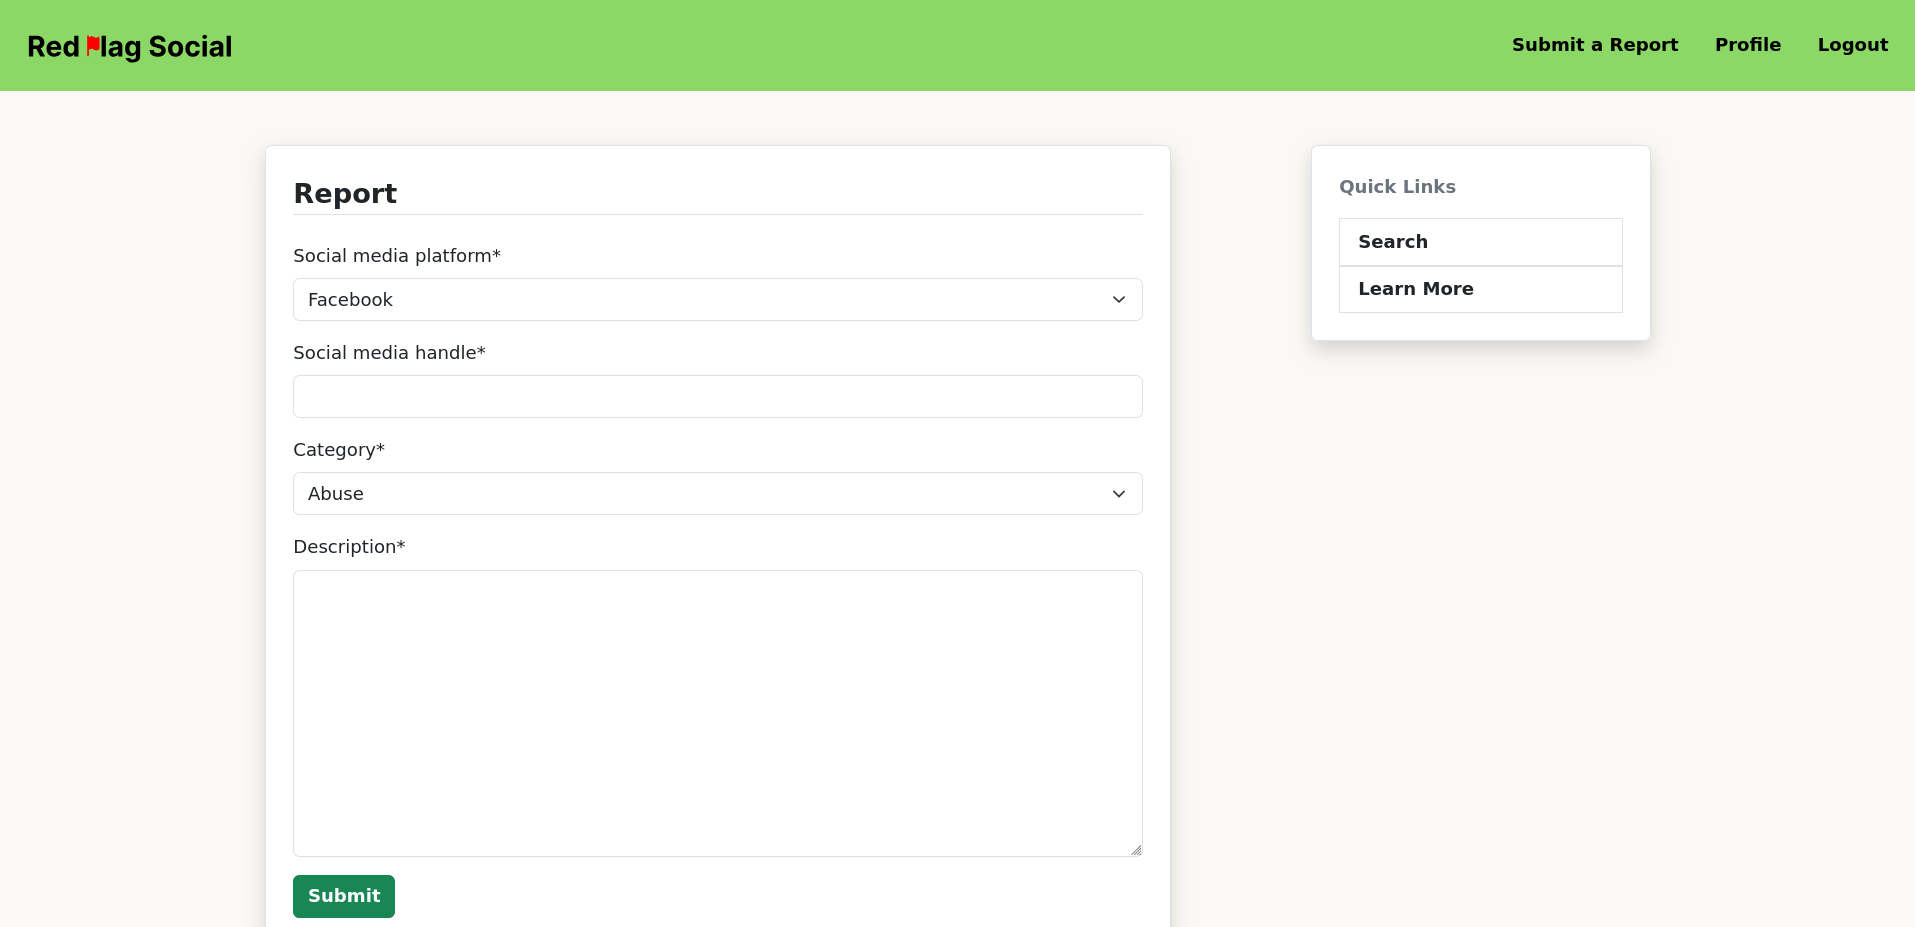 Red lag Social
Submit a Report Profile Logout
Report
Social media platform*
Facebook
Social media handle*
Category*
Abuse
Description*
Submit
Quick Links
Search
Learn More